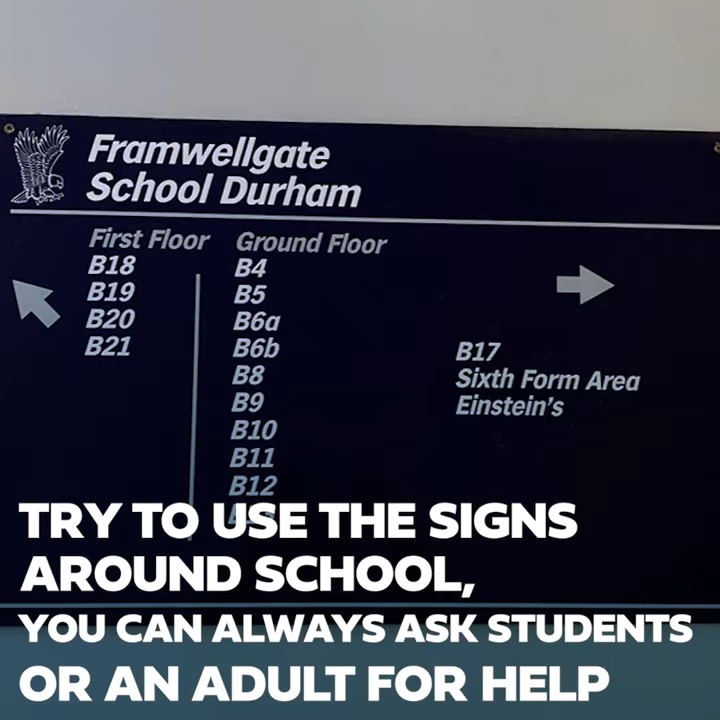 Framwellgate
School Durham
First Floor
B18
B19
B20
B21
Ground Floor
B4
B5
B6a
B6b
B8
B9
B10
B11
B12
B17
Sixth Form Area
Einstein's
TRY TO USE THE SIGNS
AROUND SCHOOL,
YOU CAN ALWAYS ASK STUDENTS
OR AN ADULT FOR HELP